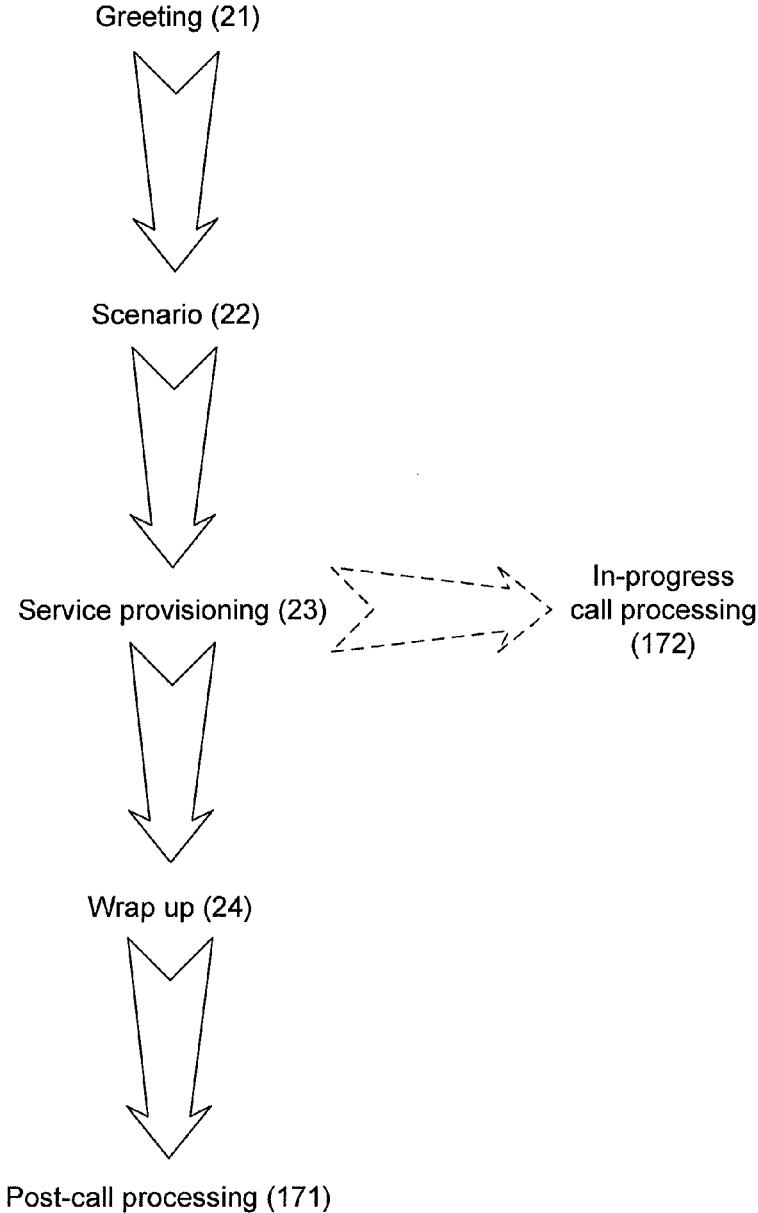 Greeting (21)
Scenario (22)
Service provisioning (23)
In-progress
call processing
(172)
Wrap up (24)
Post-call processing (171)